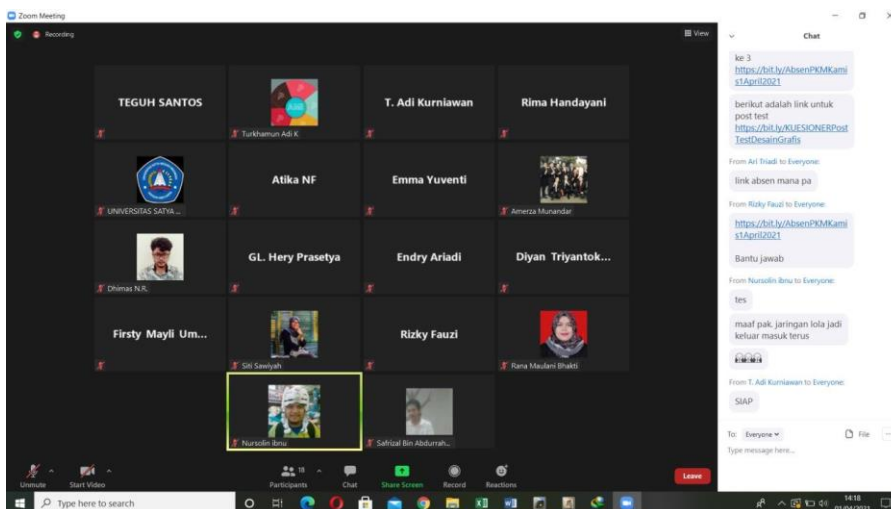 Zoom Meeting
Recording
View
TEGUH SANTOS
Turkhamun Adi K
T. Adi Kurniawan
Rima Handayani
UNIVERSITAS SATYA ...
Atika NF
Emma Yuventi
Amerza Munandar
Dhimas N.R.
GL. Hery Prasetya
Endry Ariadi
Diyan Triyantok...
Firsty Mayli Um...
Siti Sawiyah
Rizky Fauzi
Rana Maulani Bhakti
Nursolin ibnu
Safrizal Bin Abdurrah...
Unmute
Start Video
Participants
18
Chat
Share Screen
Record
Reactions
Leave
Chat
ke 3
https://bit.ly/AbsenPKMKami
s1April2021
berikut adalah link untuk
post test
https://bit.ly/KUESIONERPost
TestDesainGrafis
From Ari Triadi to Everyone:
link absen mana pa
From Rizky Fauzi to Everyone:
https://bit.ly/AbsenPKMKami
s1April2021
Bantu jawab
From Nursolin ibnu to Everyone:
tes
maaf pak. jaringan lola jadi
keluar masuk terus
From T. Adi Kurniawan to Everyone:
SIAP
To: Everyone
File
Type message here...
Type here to search
14:18
01/04/2021